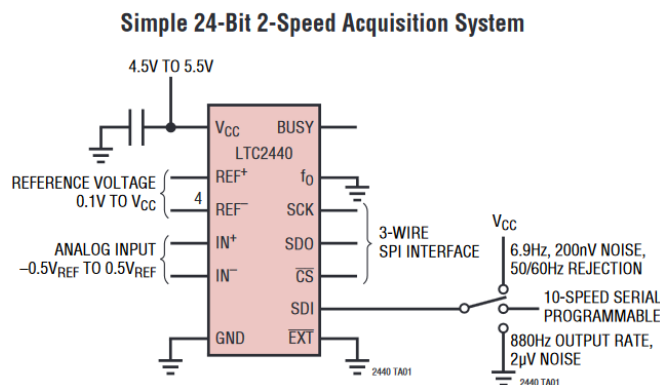 Simple 24-Bit 2-Speed Acquisition System
4.5V TO 5.5V
VCC
BUSY
LTC2440
REFERENCE VOLTAGE
0.1V TO VCC
REF+
fO
4
REF−
SCK
3-WIRE
SPI INTERFACE
ANALOG INPUT
−0.5VREF TO 0.5VREF
IN+
SDO
IN−
CS
VCC
6.9Hz, 200nV NOISE,
50/60Hz REJECTION
SDI
10-SPEED SERIAL
PROGRAMMABLE
GND
EXT
880Hz OUTPUT RATE,
2µV NOISE
2440 TA01
2440 TA01